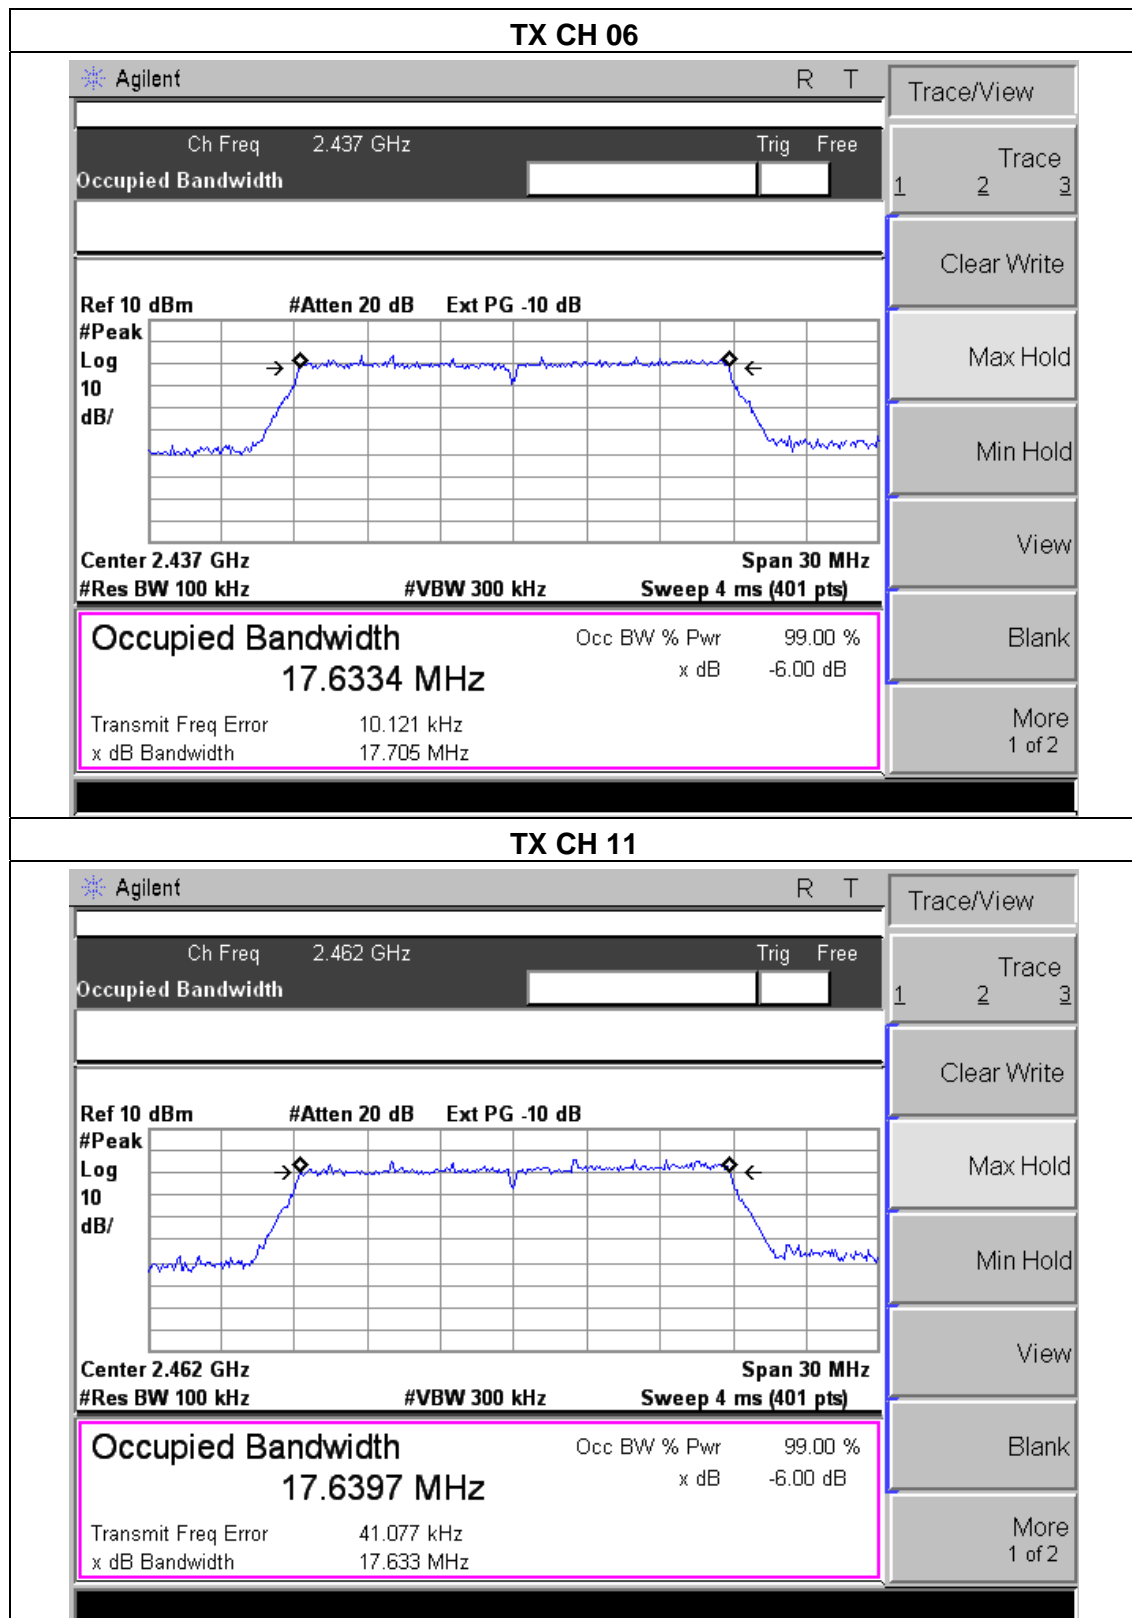 TX CH 06
Agilent R T
Trace/View
Ch Freq 2.437 GHz Trig Free
Occupied Bandwidth
Trace
1 2 3
Clear Write
Ref 10 dBm #Atten 20 dB Ext PG -10 dB
#Peak
Log
10
dB/
Max Hold
Min Hold
View
Center 2.437 GHz Span 30 MHz
#Res BW 100 kHz #VBW 300 kHz Sweep 4 ms (401 pts)
Occupied Bandwidth Occ BW % Pwr 99.00 %
17.6334 MHz x dB -6.00 dB
Blank
Transmit Freq Error 10.121 kHz
x dB Bandwidth 17.705 MHz
More
1 of 2
TX CH 11
Agilent R T
Trace/View
Ch Freq 2.462 GHz Trig Free
Occupied Bandwidth
Trace
1 2 3
Clear Write
Ref 10 dBm #Atten 20 dB Ext PG -10 dB
#Peak
Log
10
dB/
Max Hold
Min Hold
View
Center 2.462 GHz Span 30 MHz
#Res BW 100 kHz #VBW 300 kHz Sweep 4 ms (401 pts)
Occupied Bandwidth Occ BW % Pwr 99.00 %
17.6397 MHz x dB -6.00 dB
Blank
Transmit Freq Error 41.077 kHz
x dB Bandwidth 17.633 MHz
More
1 of 2